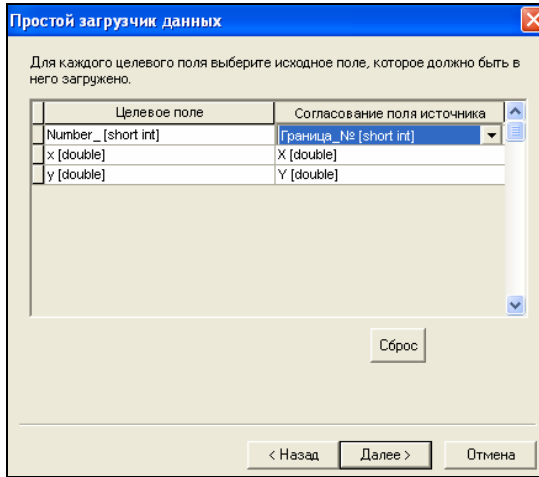 Простой загрузчик данных
Для каждого целевого поля выберите исходное поле, которое должно быть в
него загружено.
Целевое поле Согласование поля источника
Number_ [short int] Граница_№ [short int]
x [double] X [double]
y [double] Y [double]
Сброс
< Назад Далее > Отмена